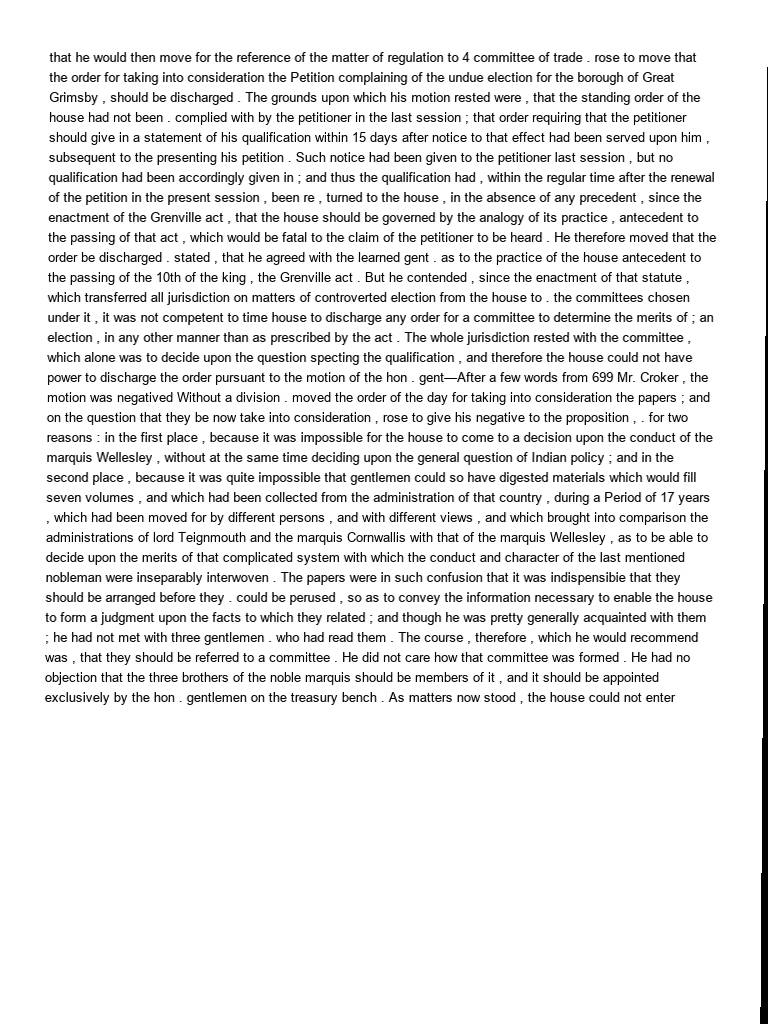 that he would then move for the reference of the matter of regulation to 4 committee of trade . rose to move that
the order for taking into consideration the Petition complaining of the undue election for the borough of Great
Grimsby , should be discharged . The grounds upon which his motion rested were , that the standing order of the
house had not been . complied with by the petitioner in the last session ; that order requiring that the petitioner
should give in a statement of his qualification within 15 days after notice to that effect had been served upon him ,
subsequent to the presenting his petition . Such notice had been given to the petitioner last session , but no
qualification had been accordingly given in ; and thus the qualification had , within the regular time after the renewal
of the petition in the present session , been re , turned to the house , in the absence of any precedent , since the
enactment of the Grenville act , that the house should be governed by the analogy of its practice , antecedent to
the passing of that act , which would be fatal to the claim of the petitioner to be heard . He therefore moved that the
order be discharged . stated , that he agreed with the learned gent . as to the practice of the house antecedent to
the passing of the 10th of the king , the Grenville act . But he contended , since the enactment of that statute ,
which transferred all jurisdiction on matters of controverted election from the house to . the committees chosen
under it , it was not competent to time house to discharge any order for a committee to determine the merits of ; an
election , in any other manner than as prescribed by the act . The whole jurisdiction rested with the committee ,
which alone was to decide upon the question specting the qualification , and therefore the house could not have
power to discharge the order pursuant to the motion of the hon . gent—After a few words from 699 Mr. Croker , the
motion was negatived Without a division . moved the order of the day for taking into consideration the papers ; and
on the question that they be now take into consideration , rose to give his negative to the proposition , . for two
reasons : in the first place , because it was impossible for the house to come to a decision upon the conduct of the
marquis Wellesley , without at the same time deciding upon the general question of Indian policy ; and in the
second place , because it was quite impossible that gentlemen could so have digested materials which would fill
seven volumes , and which had been collected from the administration of that country , during a Period of 17 years
, which had been moved for by different persons , and with different views , and which brought into comparison the
administrations of lord Teignmouth and the marquis Cornwallis with that of the marquis Wellesley , as to be able to
decide upon the merits of that complicated system with which the conduct and character of the last mentioned
nobleman were inseparably interwoven . The papers were in such confusion that it was indispensibie that they
should be arranged before they . could be perused , so as to convey the information necessary to enable the house
to form a judgment upon the facts to which they related ; and though he was pretty generally acquainted with them
; he had not met with three gentlemen . who had read them . The course , therefore , which he would recommend
was , that they should be referred to a committee . He did not care how that committee was formed . He had no
objection that the three brothers of the noble marquis should be members of it , and it should be appointed
exclusively by the hon . gentlemen on the treasury bench . As matters now stood , the house could not enter